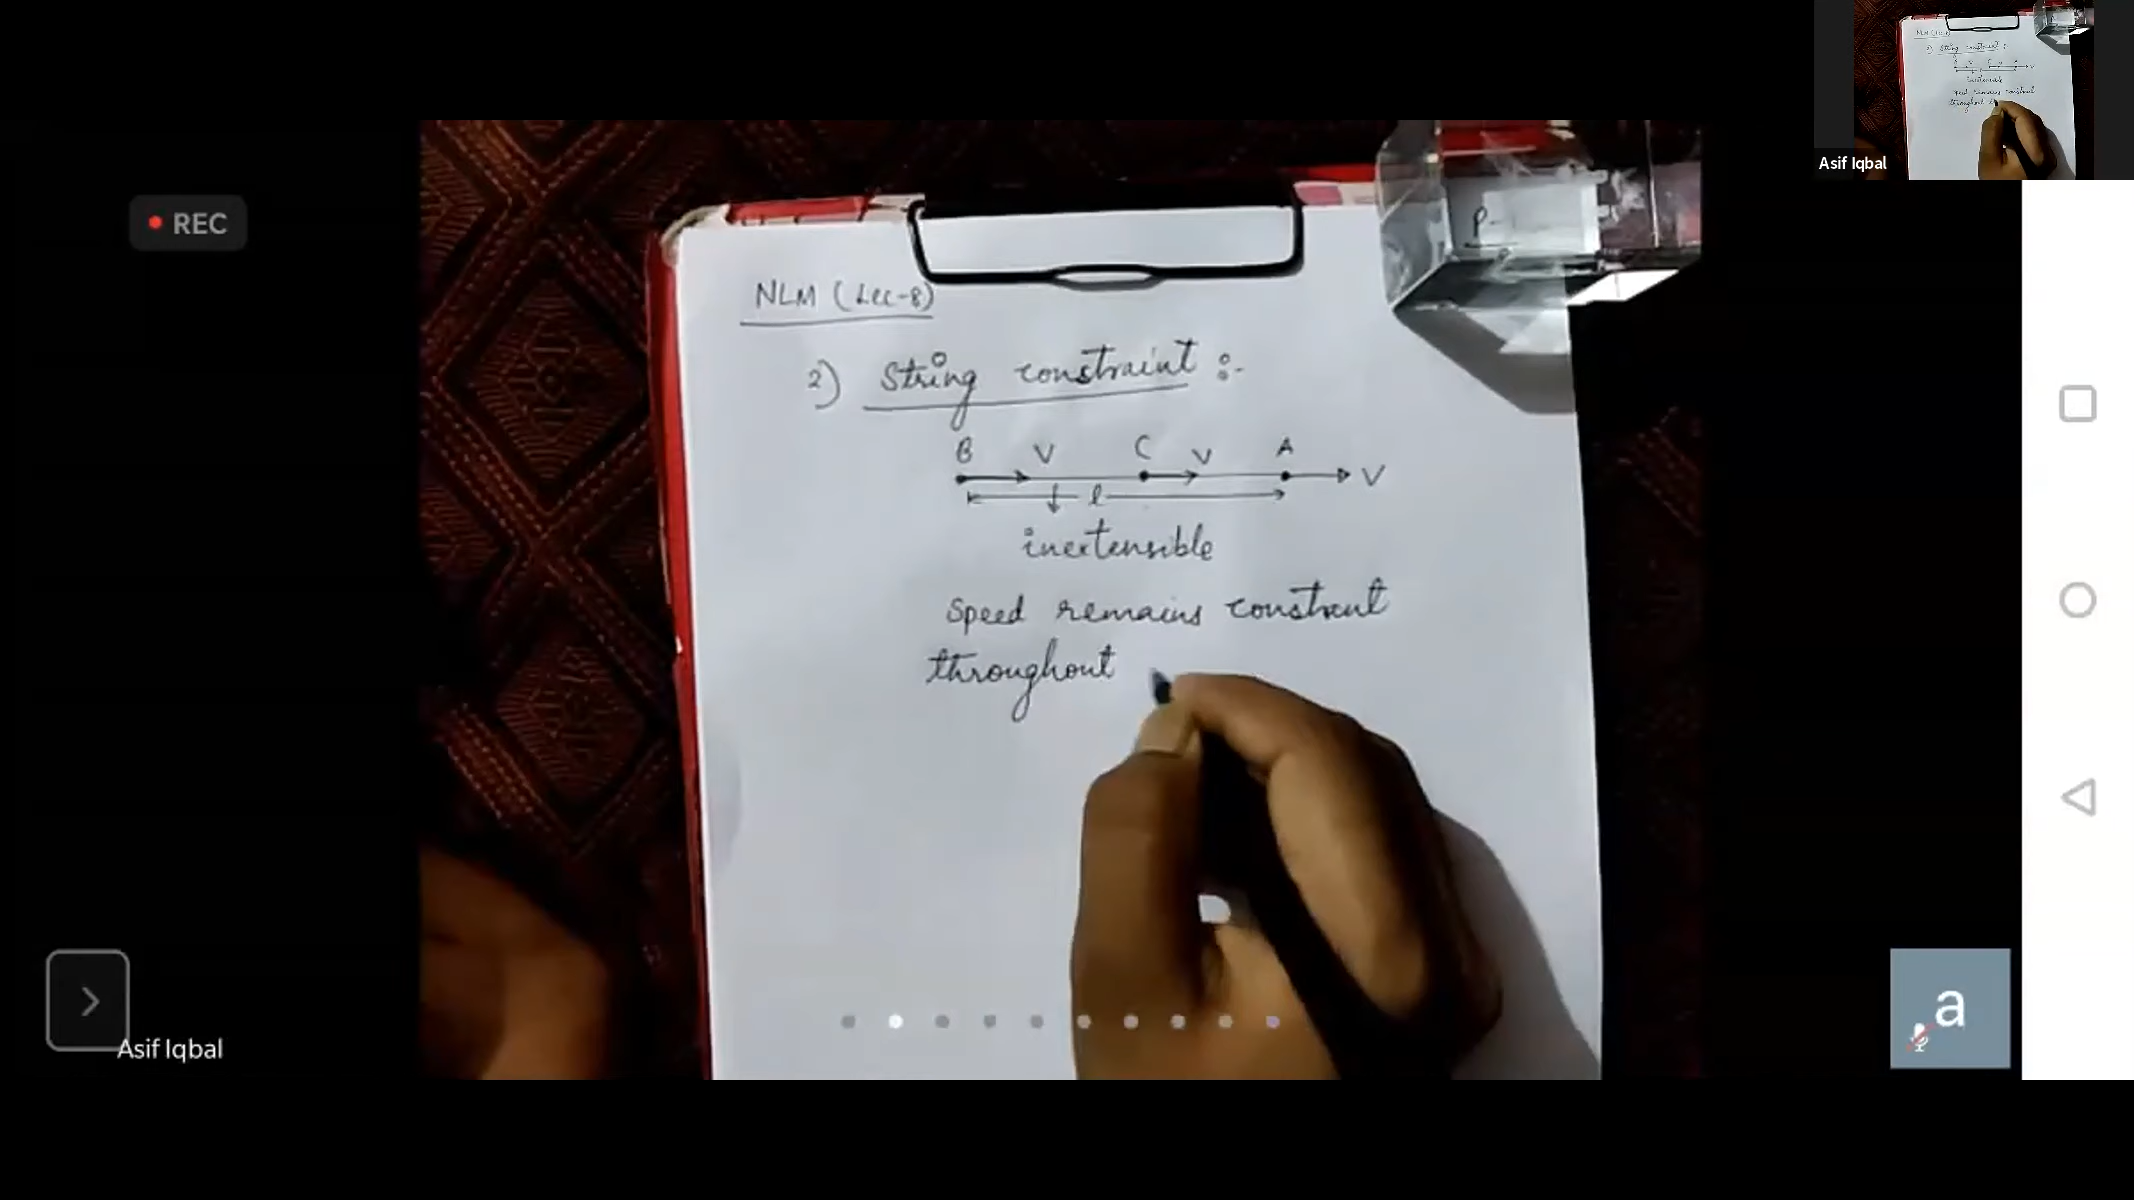 Asif Iqbal
REC
P-
NLM (Lec-8)
2) String constraint :-
B V C V A V
l
inextensible
Speed remains constant
throughout
a
Asif Iqbal